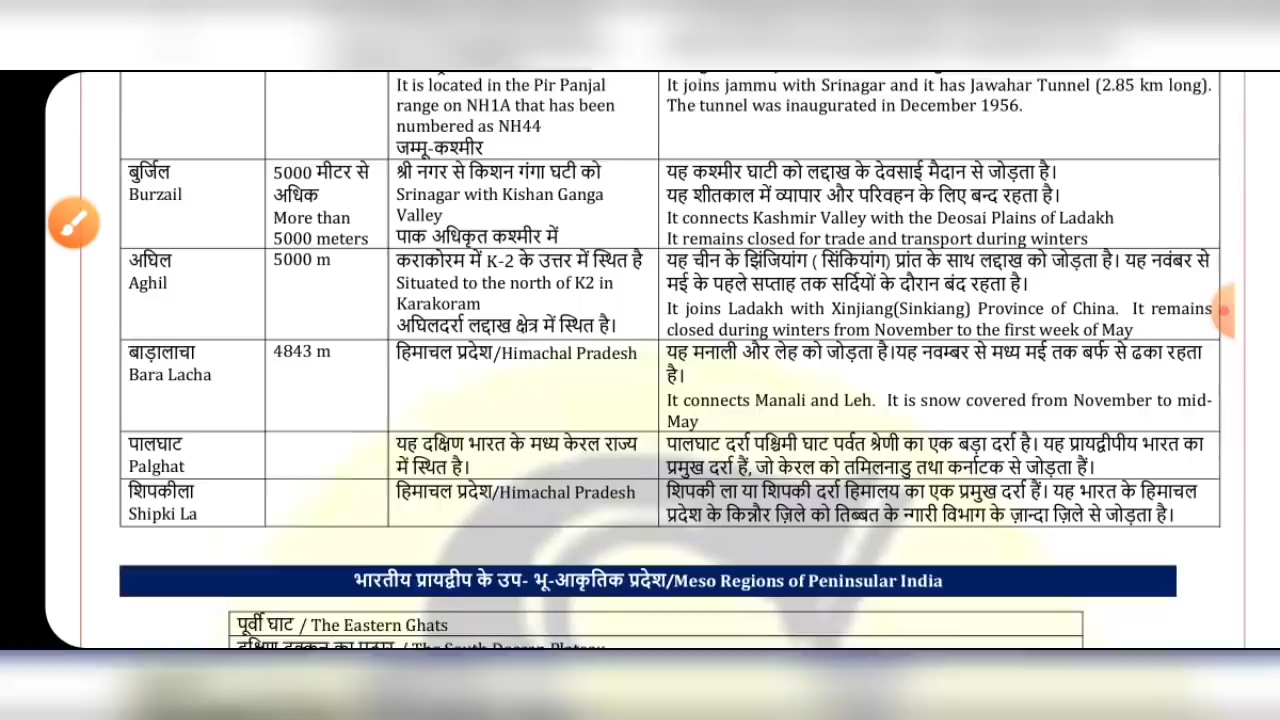 It is located in the Pir Panjal
range on NH1A that has been
numbered as NH44
जम्मू-कश्मीर
It joins jammu with Srinagar and it has Jawahar Tunnel (2.85 km long).
The tunnel was inaugurated in December 1956.
बुर्जिल
Burzail
5000 मीटर से
अधिक
More than
5000 meters
श्री नगर से किशन गंगा घटी को
Srinagar with Kishan Ganga
Valley
पाक अधिकृत कश्मीर में
यह कश्मीर घाटी को लद्दाख के देवसाई मैदान से जोड़ता है।
यह शीतकाल में व्यापार और परिवहन के लिए बन्द रहता है।
It connects Kashmir Valley with the Deosai Plains of Ladakh
It remains closed for trade and transport during winters
अघिल
Aghil
5000 m
कराकोरम में K-2 के उत्तर में स्थित है
Situated to the north of K2 in
Karakoram
अघिलदर्रा लद्दाख क्षेत्र में स्थित है।
यह चीन के झिंजियांग ( सिंकियांग) प्रांत के साथ लद्दाख को जोड़ता है। यह नवंबर से
मई के पहले सप्ताह तक सर्दियों के दौरान बंद रहता है।
It joins Ladakh with Xinjiang(Sinkiang) Province of China. It remains
closed during winters from November to the first week of May
बाड़ालाचा
Bara Lacha
4843 m
हिमाचल प्रदेश/Himachal Pradesh
यह मनाली और लेह को जोड़ता है।यह नवम्बर से मध्य मई तक बर्फ से ढका रहता
है।
It connects Manali and Leh. It is snow covered from November to mid-
May
पालघाट
Palghat
यह दक्षिण भारत के मध्य केरल राज्य
में स्थित है।
पालघाट दर्रा पश्चिमी घाट पर्वत श्रेणी का एक बड़ा दर्रा है। यह प्रायद्वीपीय भारत का
प्रमुख दर्रा हैं, जो केरल को तमिलनाडु तथा कर्नाटक से जोड़ता हैं।
शिपकीला
Shipki La
हिमाचल प्रदेश/Himachal Pradesh
शिपकी ला या शिपकी दर्रा हिमालय का एक प्रमुख दर्रा हैं। यह भारत के हिमाचल
प्रदेश के किन्नौर ज़िले को तिब्बत के न्गारी विभाग के ज़ान्दा ज़िले से जोड़ता है।
भारतीय प्रायद्वीप के उप- भू-आकृतिक प्रदेश/Meso Regions of Peninsular India
पूर्वी घाट / The Eastern Ghats
दक्षिण दक्कन का पठार / The South Deccan Plateau